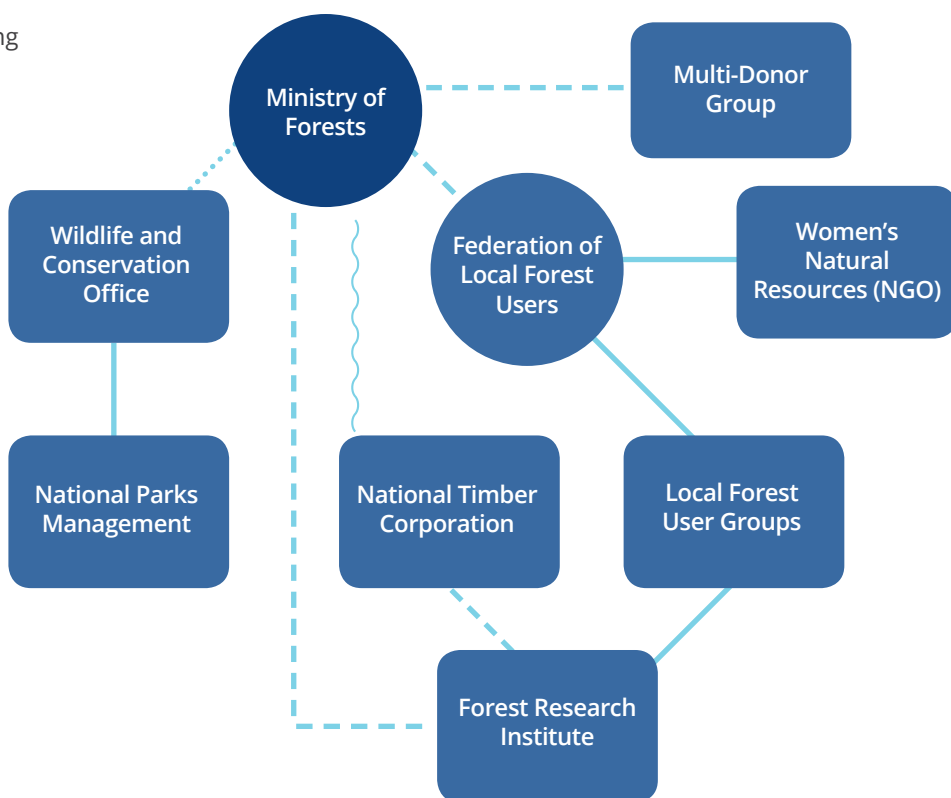 ng
Ministry of
Forests
Multi-Donor
Group
Wildlife and
Conservation
Office
Federation of
Local Forest
Users
Women’s
Natural
Resources (NGO)
National Parks
Management
National Timber
Corporation
Local Forest
User Groups
Forest Research
Institute